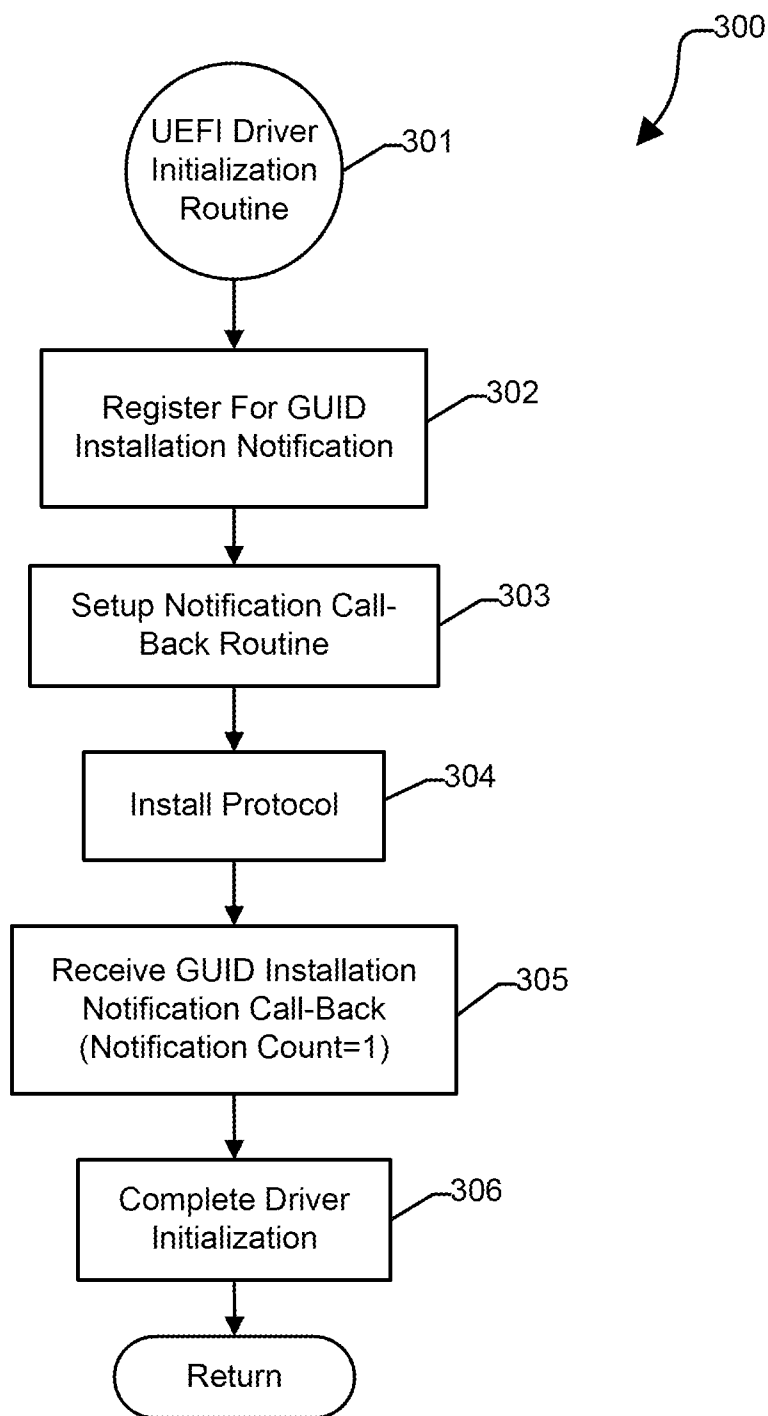 300
UEFI Driver
Initialization
Routine
301
Register For GUID
Installation Notification
302
Setup Notification Call-
Back Routine
303
Install Protocol
304
Receive GUID Installation
Notification Call-Back
(Notification Count=1)
305
Complete Driver
Initialization
306
Return